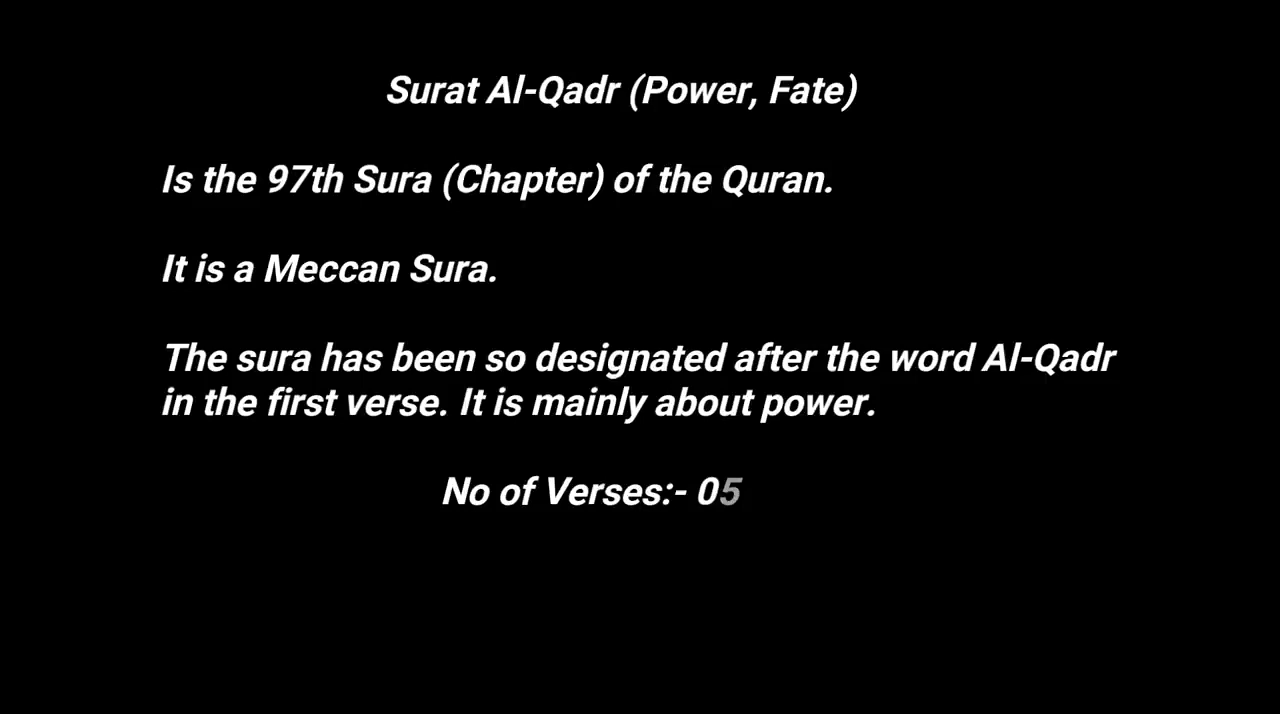 Surat Al-Qadr (Power, Fate)
Is the 97th Sura (Chapter) of the Quran.
It is a Meccan Sura.
The sura has been so designated after the word Al-Qadr
in the first verse. It is mainly about power.
No of Verses:- 05